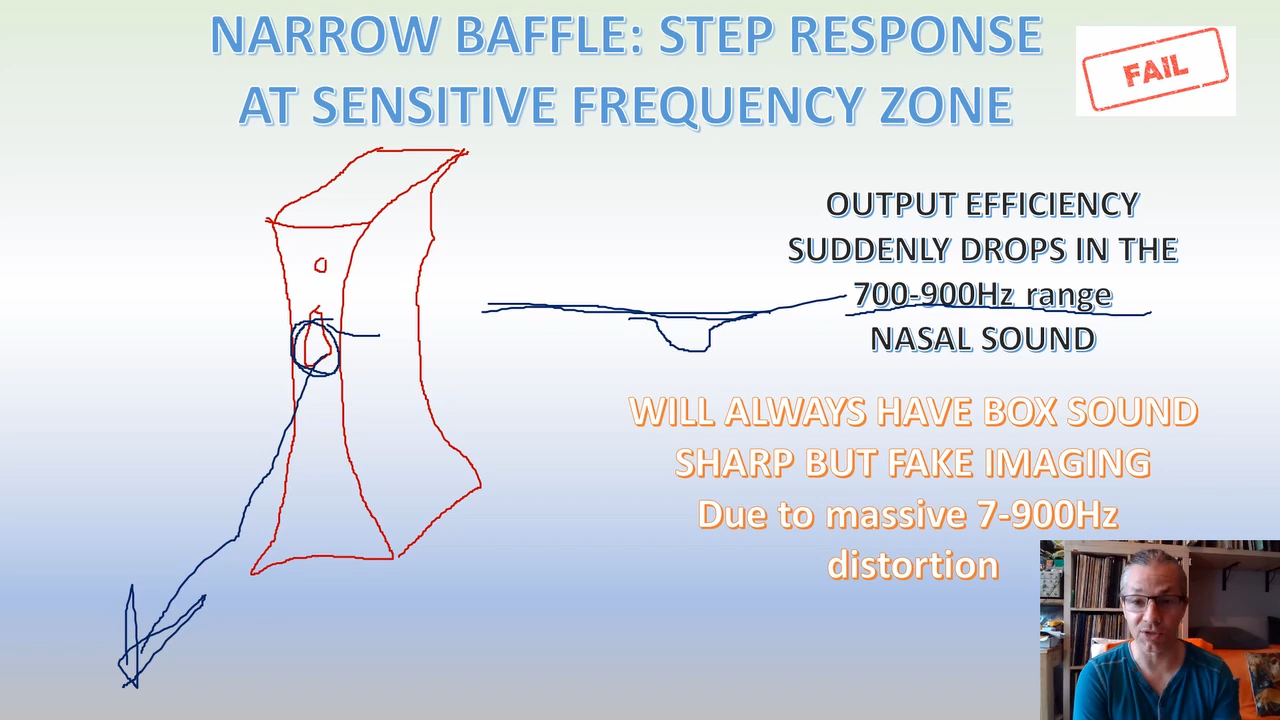 NARROW BAFFLE: STEP RESPONSE
AT SENSITIVE FREQUENCY ZONE
FAIL
OUTPUT EFFICIENCY
SUDDENLY DROPS IN THE
700-900Hz range
NASAL SOUND
WILL ALWAYS HAVE BOX SOUND
SHARP BUT FAKE IMAGING
Due to massive 7-900Hz
distortion